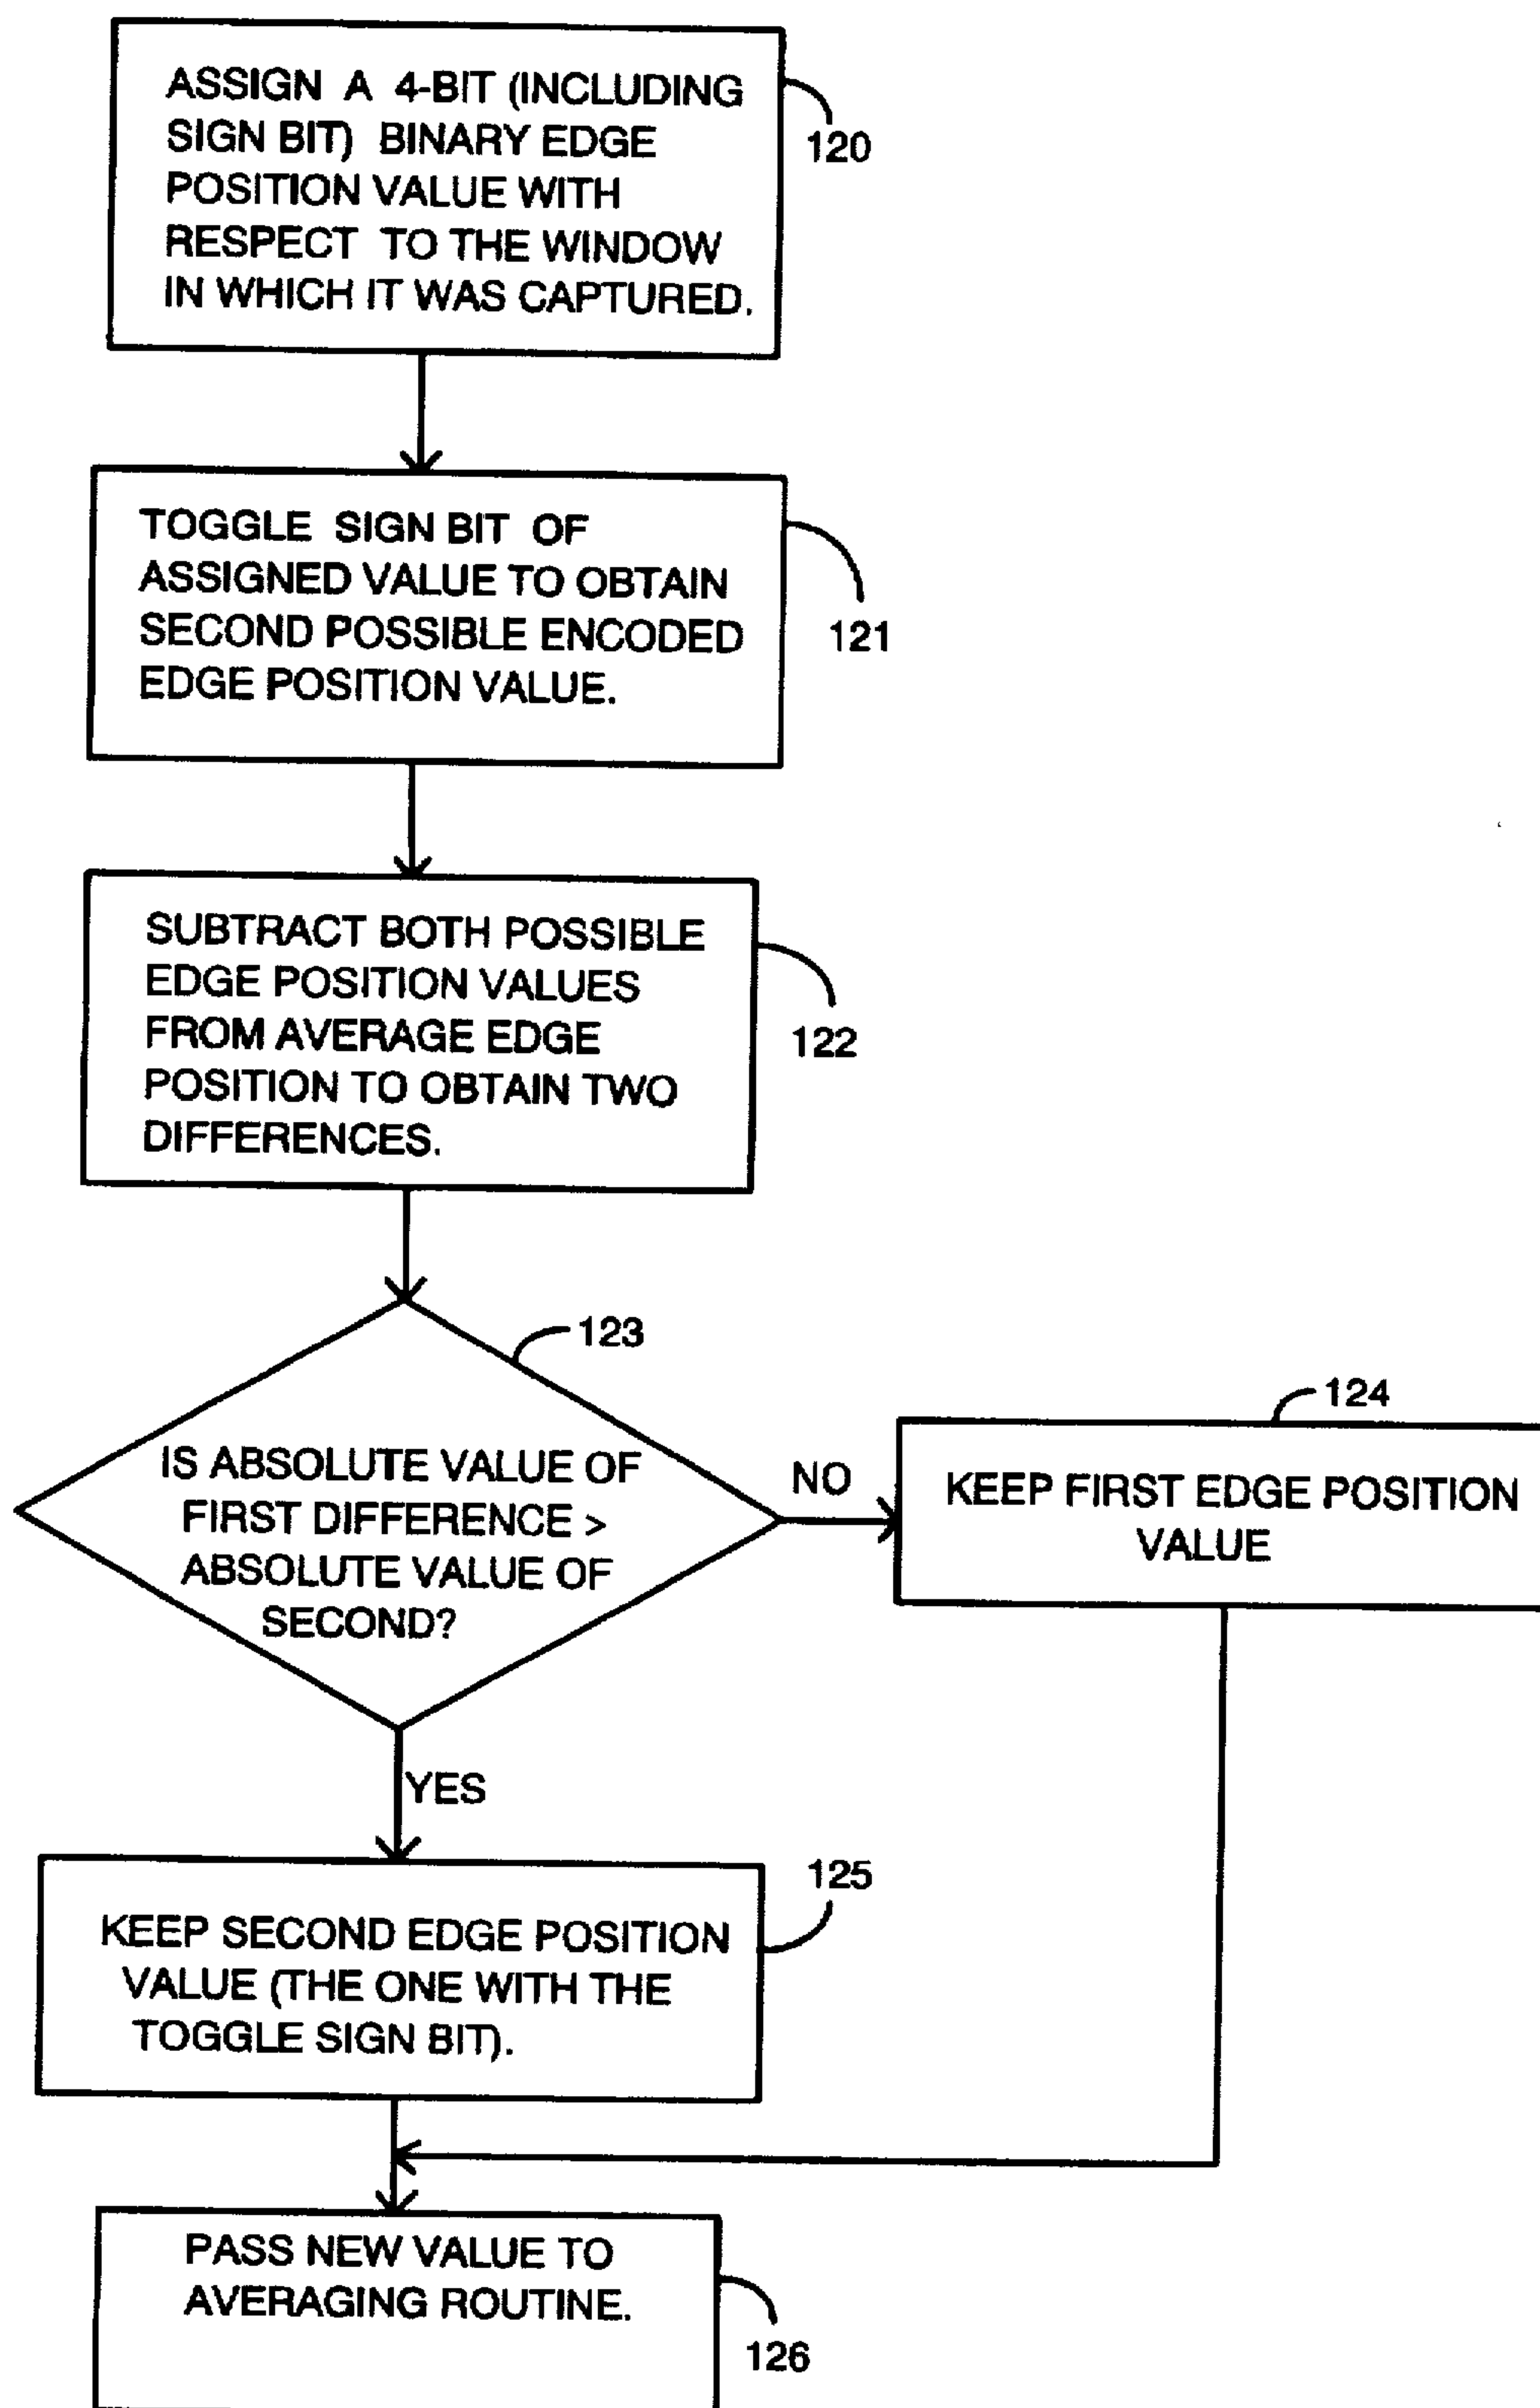 ASSIGN A 4-BIT (INCLUDING
SIGN BIT) BINARY EDGE
POSITION VALUE WITH
RESPECT TO THE WINDOW
IN WHICH IT WAS CAPTURED.
120
TOGGLE SIGN BIT OF
ASSIGNED VALUE TO OBTAIN
SECOND POSSIBLE ENCODED
EDGE POSITION VALUE.
121
SUBTRACT BOTH POSSIBLE
EDGE POSITION VALUES
FROM AVERAGE EDGE
POSITION TO OBTAIN TWO
DIFFERENCES.
122
123
IS ABSOLUTE VALUE OF
FIRST DIFFERENCE >
ABSOLUTE VALUE OF
SECOND?
NO
124
KEEP FIRST EDGE POSITION
VALUE
YES
125
KEEP SECOND EDGE POSITION
VALUE (THE ONE WITH THE
TOGGLE SIGN BIT).
PASS NEW VALUE TO
AVERAGING ROUTINE.
126